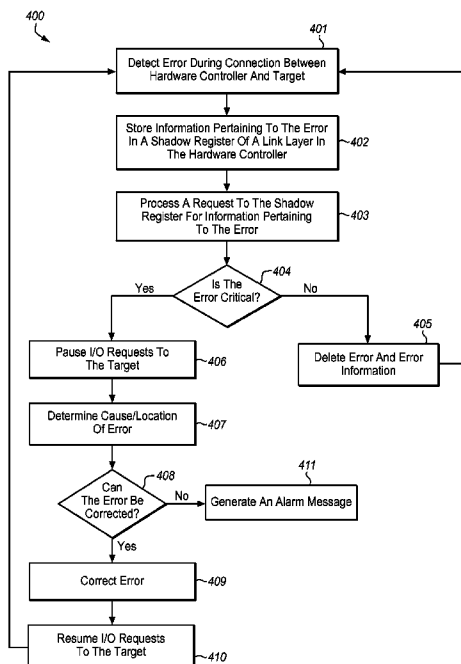 400
401
Detect Error During Connection Between
Hardware Controller And Target
Store Information Pertaining To The Error
In A Shadow Register Of A Link Layer In
The Hardware Controller
402
Process A Request To The Shadow
Register For Information Pertaining
To The Error
403
404
Is The
Error Critical?
Yes
No
405
Pause I/O Requests To
The Target
406
Delete Error And Error
Information
Determine Cause/Location
Of Error
407
408
Can
The Error Be
Corrected?
No
411
Generate An Alarm Message
Yes
Correct Error
409
Resume I/O Requests
To The Target
410